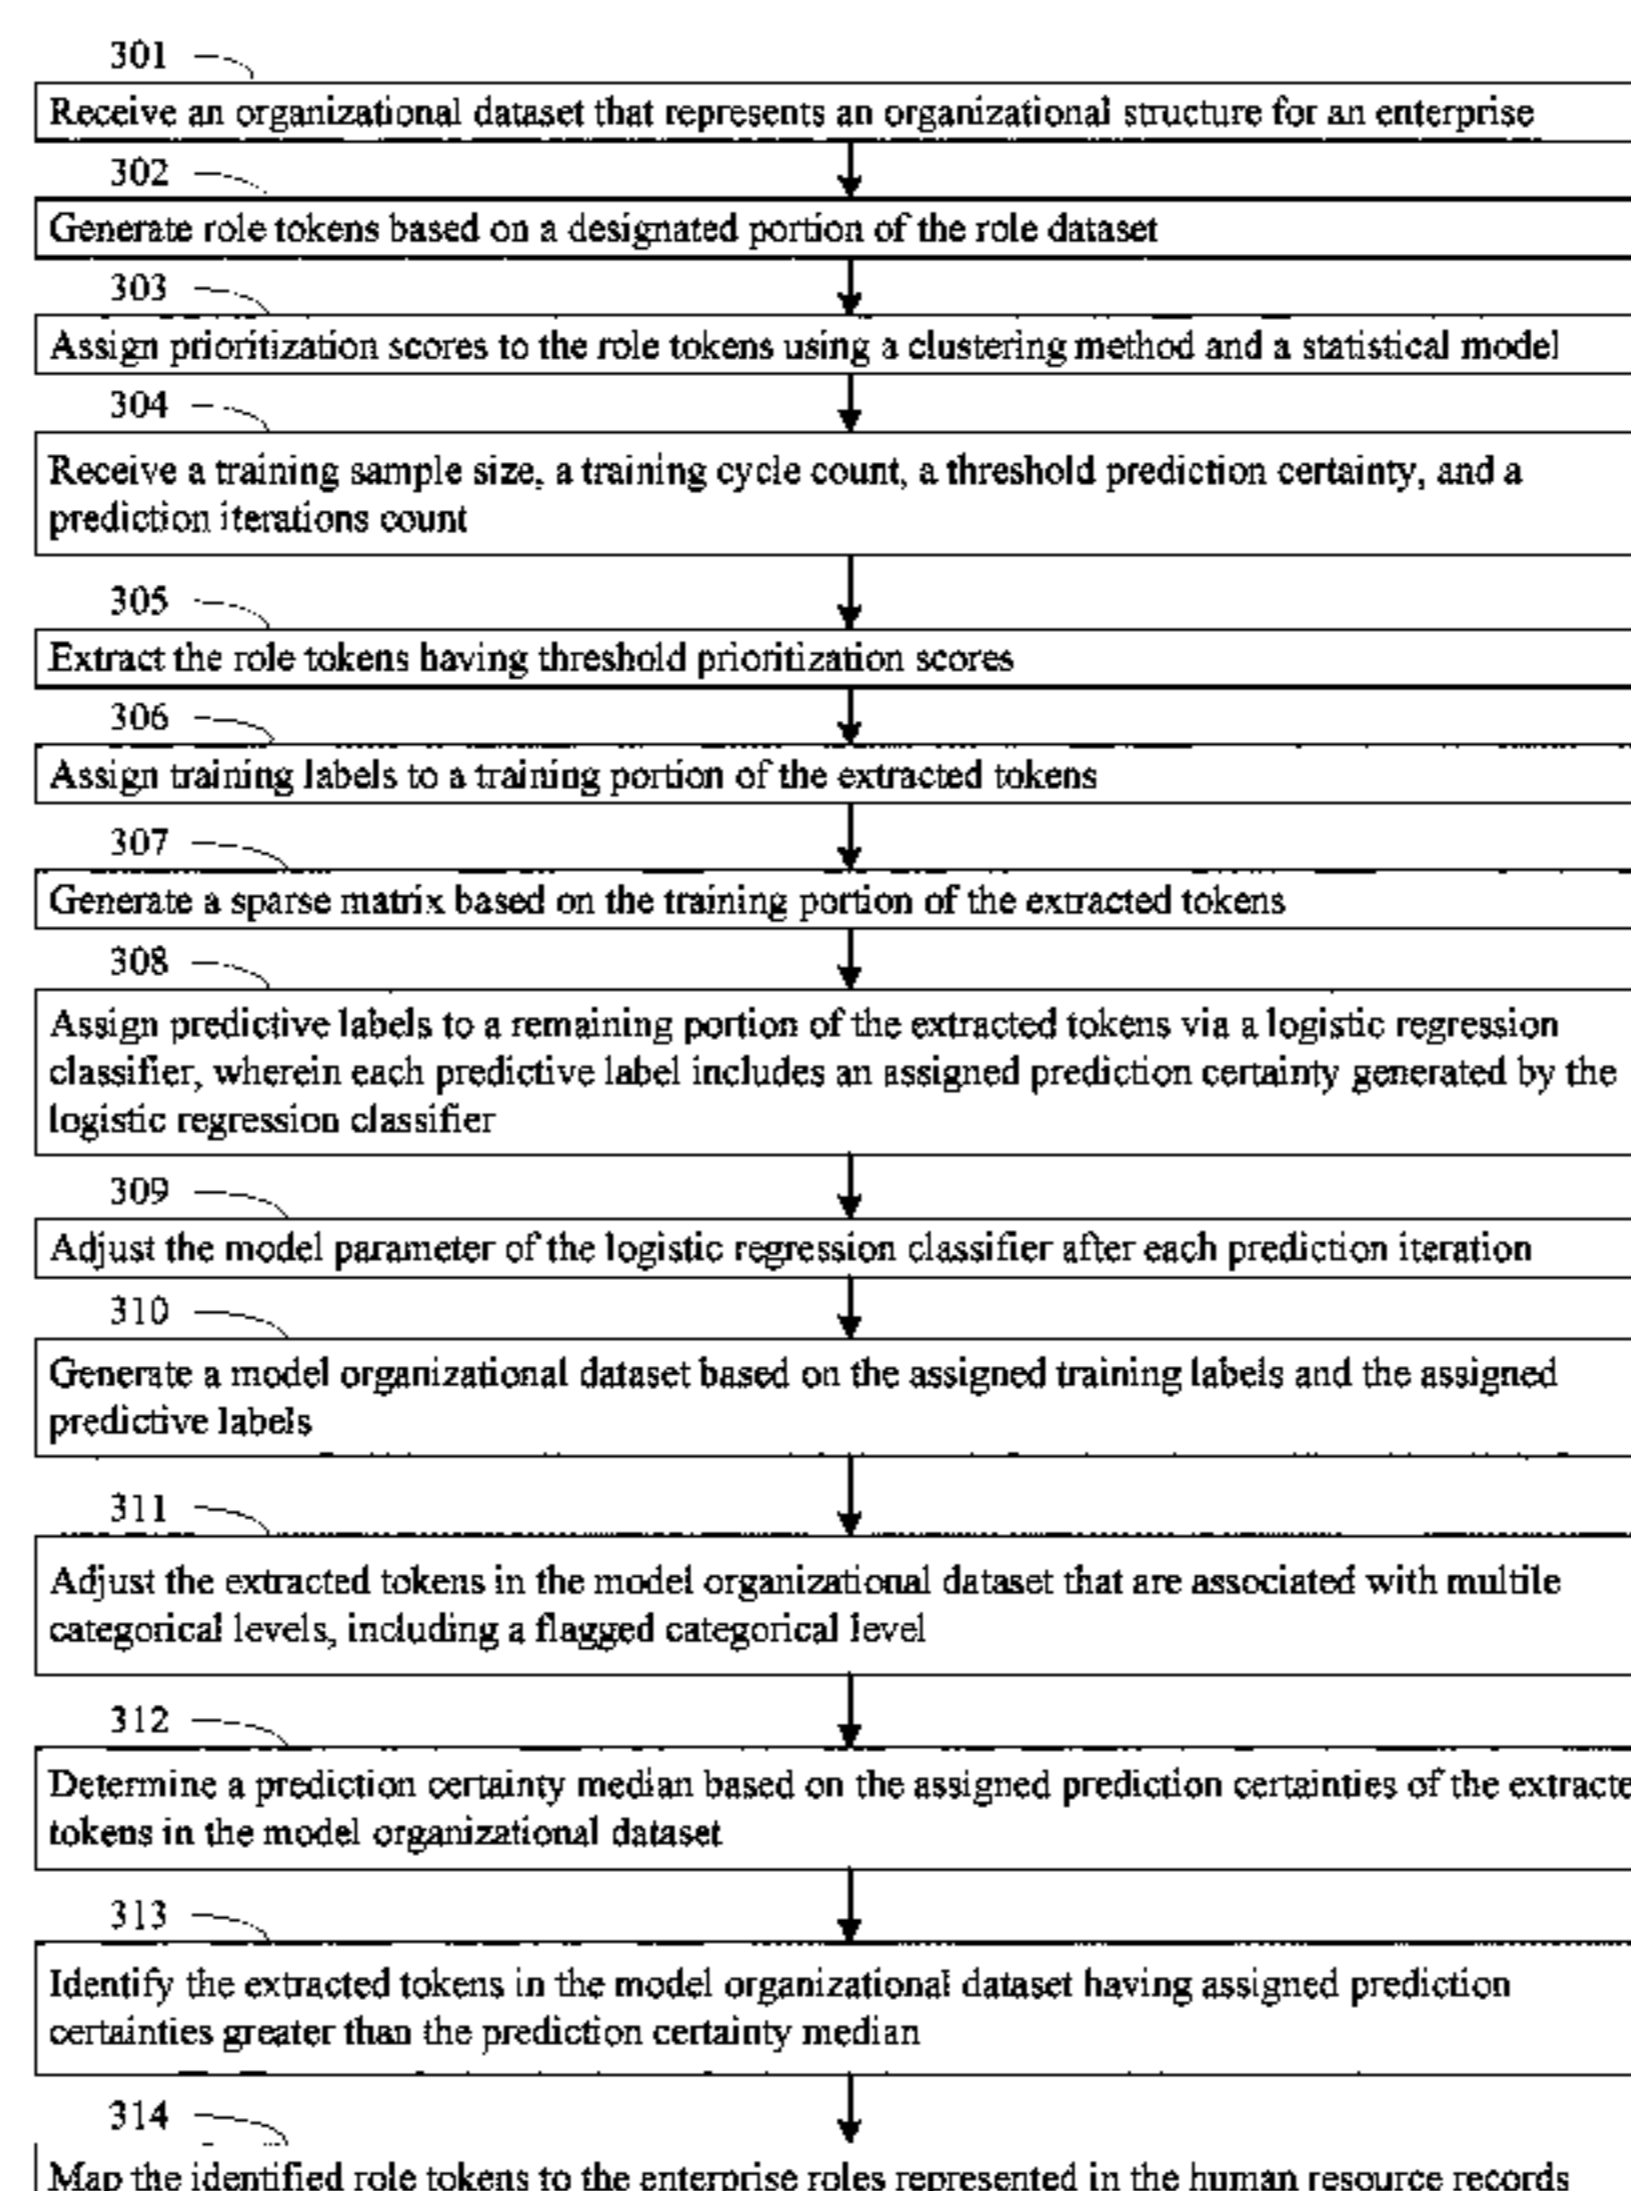 301
Receive an organizational dataset that represents an organizational structure for an enterprise
302
Generate role tokens based on a designated portion of the role dataset
303
Assign prioritization scores to the role tokens using a clustering method and a statistical model
304
Receive a training sample size, a training cycle count, a threshold prediction certainty, and a
prediction iterations count
305
Extract the role tokens having threshold prioritization scores
306
Assign training labels to a training portion of the extracted tokens
307
Generate a sparse matrix based on the training portion of the extracted tokens
308
Assign predictive labels to a remaining portion of the extracted tokens via a logistic regression
classifier, wherein each predictive label includes an assigned prediction certainty generated by the
logistic regression classifier
309
Adjust the model parameter of the logistic regression classifier after each prediction iteration
310
Generate a model organizational dataset based on the assigned training labels and the assigned
predictive labels
311
Adjust the extracted tokens in the model organizational dataset that are associated with multile
categorical levels, including a flagged categorical level
312
Determine a prediction certainty median based on the assigned prediction certainties of the extracte
tokens in the model organizational dataset
313
Identify the extracted tokens in the model organizational dataset having assigned prediction
certainties greater than the prediction certainty median
314
Map the identified role tokens to the enterprise roles represented in the human resource records